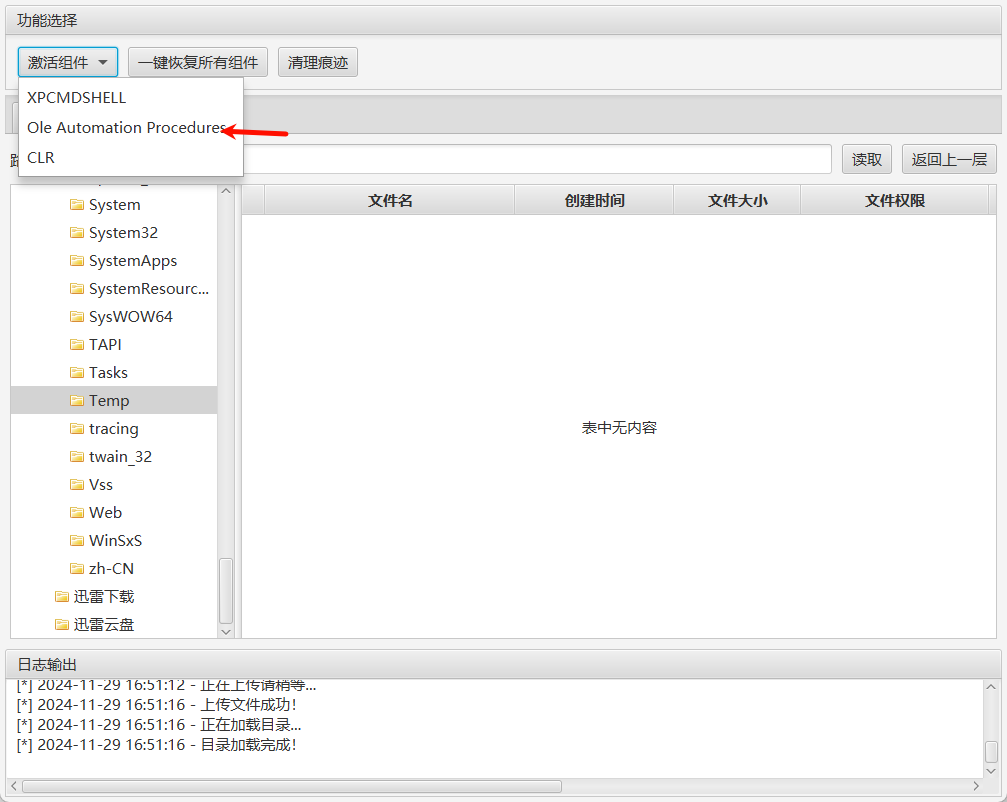 功能选择
激活组件 一键恢复所有组件 清理痕迹
XPCMDSHELL
Ole Automation Procedures
CLR
读取 返回上一层
文件名 创建时间 文件大小 文件权限
System
System32
SystemApps
SystemResourc...
SysWOW64
TAPI
Tasks
Temp
tracing
twain_32
Vss
Web
WinSxS
zh-CN
迅雷下载
迅雷云盘
表中无内容
日志输出
[*] 2024-11-29 16:51:12 - 正在上传请稍等...
[*] 2024-11-29 16:51:16 - 上传文件成功！
[*] 2024-11-29 16:51:16 - 正在加载目录...
[*] 2024-11-29 16:51:16 - 目录加载完成！